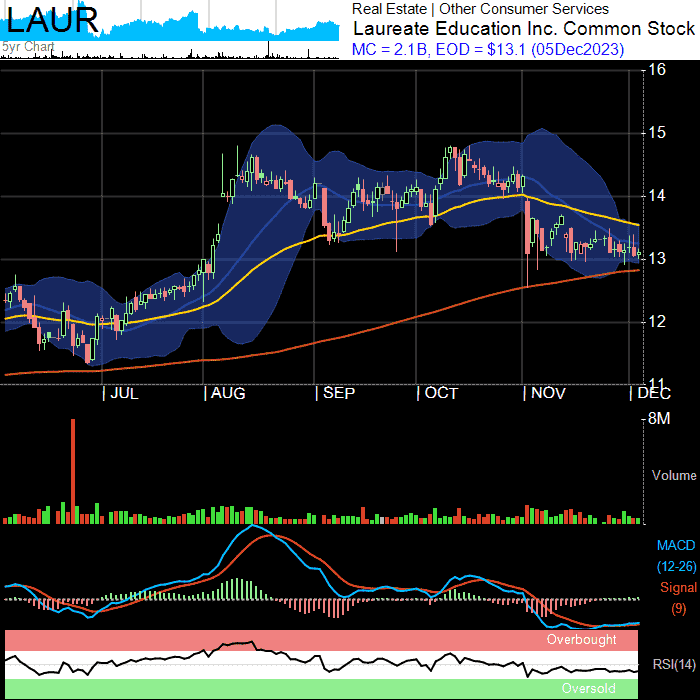 LAUR
5yr Chart
Real Estate | Other Consumer Services
Laureate Education Inc. Common Stock
MC = 2.1B, EOD = $13.1 (05Dec2023)
16
15
14
13
12
11
| JUL
| AUG
| SEP
| OCT
| NOV
| DEC
8M
Volume
MACD
(12-26)
Signal
(9)
Overbought
RSI(14)
Oversold